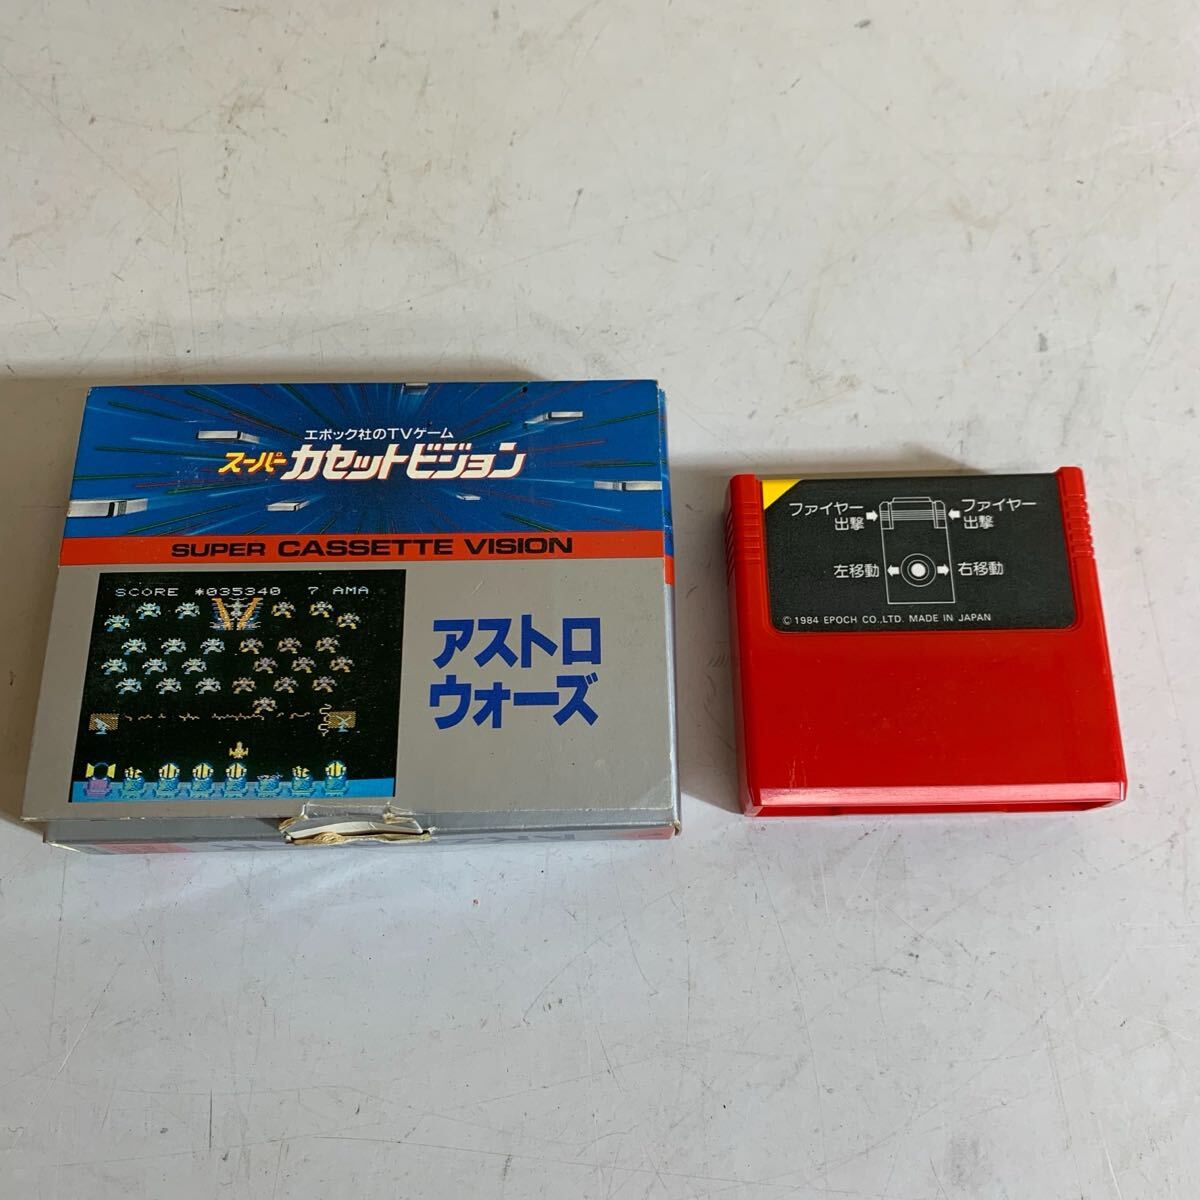 エポック社のTVゲーム
スーパー カセットビジョン
SUPER CASSETTE VISION
SCORE *035340 7 AMA
アストロ
ウォーズ
ファイヤー
出撃
ファイヤー
出撃
左移動
右移動
© 1984 EPOCH CO.,LTD. MADE IN JAPAN